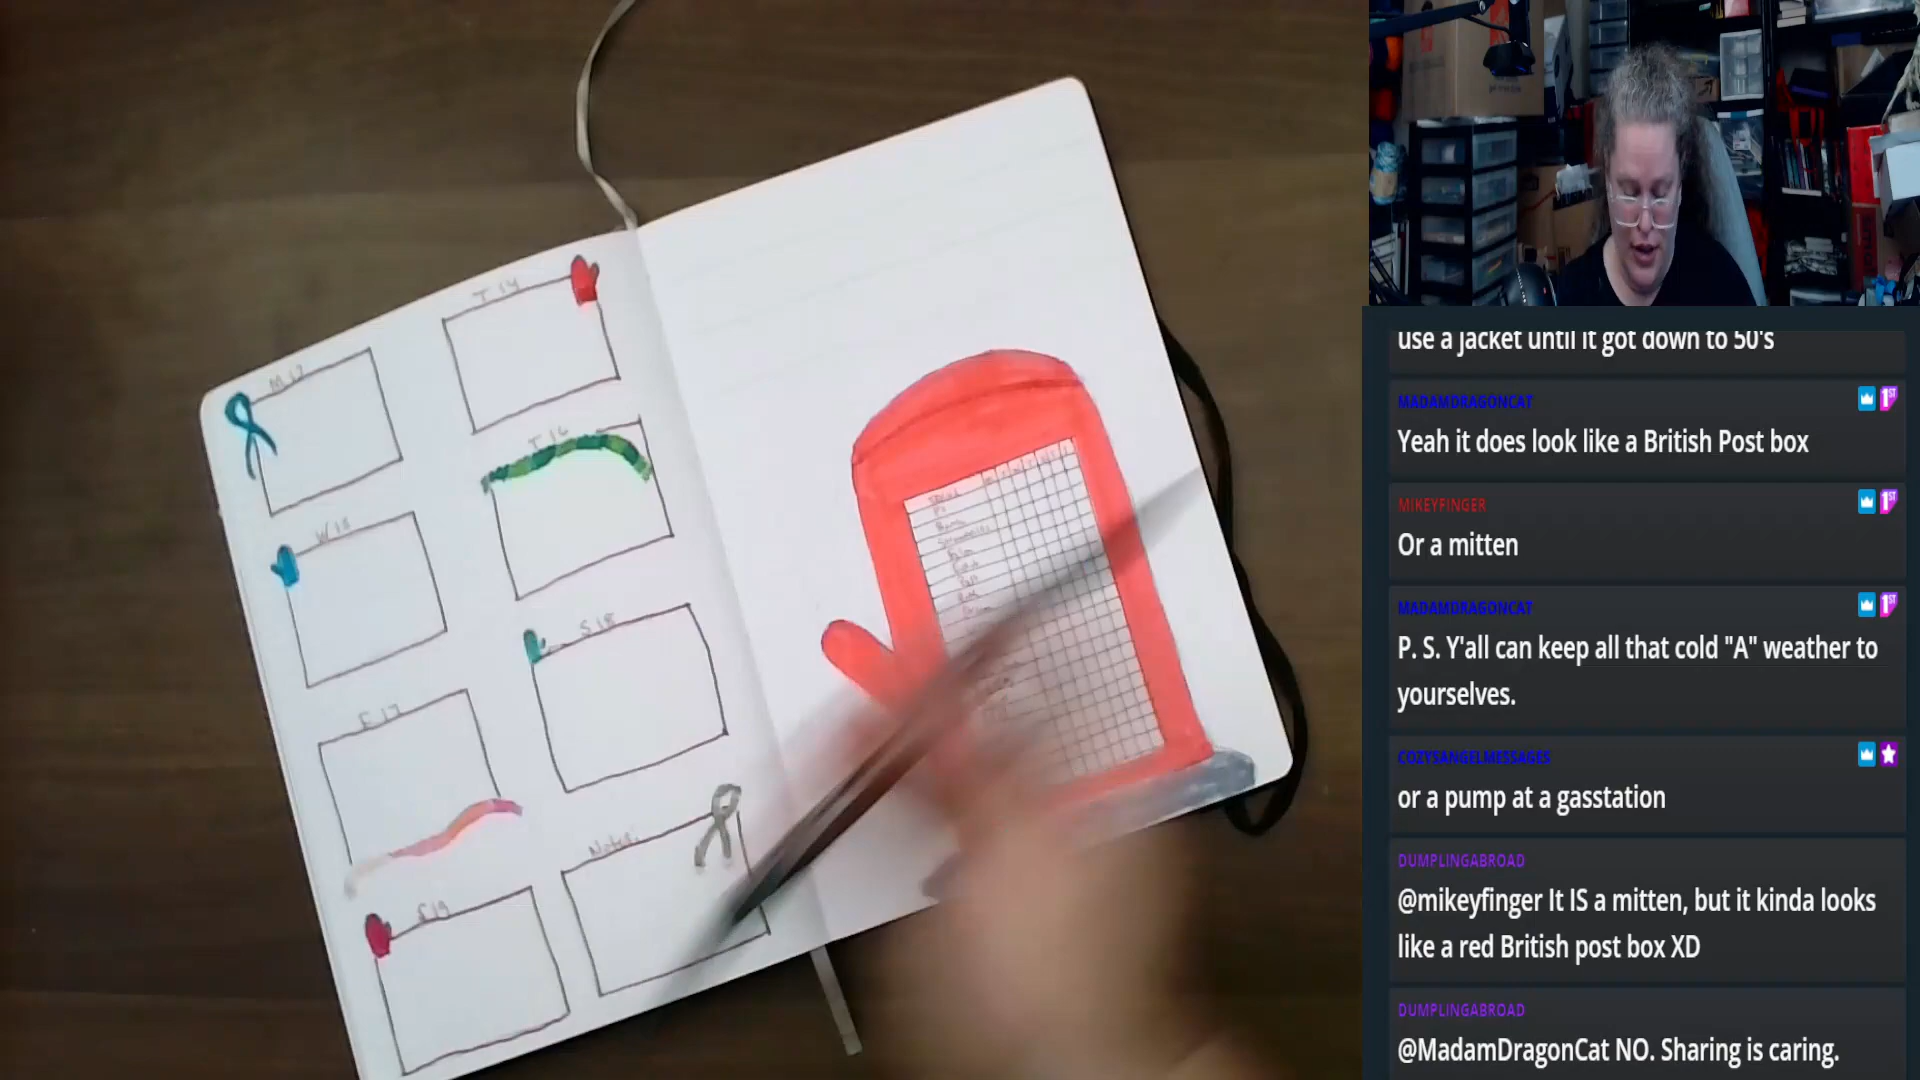 M 13
T 14
W 15
T 16
F 17
S 18
S 19
Notes:
use a jacket until it got down to 50's
MADAMDRAGONCAT
Yeah it does look like a British Post box
MIKEYFINGER
Or a mitten
MADAMDRAGONCAT
P. S. Y'all can keep all that cold "A" weather to
yourselves.
COZYSANGELMESSAGES
or a pump at a gasstation
DUMPLINGABROAD
@mikeyfinger It IS a mitten, but it kinda looks
like a red British post box XD
DUMPLINGABROAD
@MadamDragonCat NO. Sharing is caring.